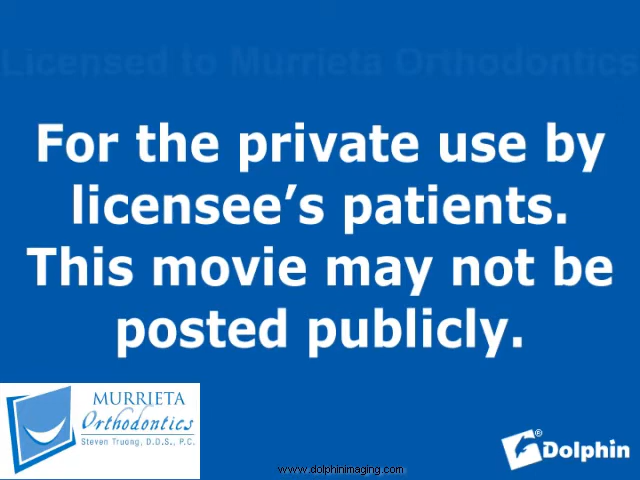 Licensed to Murrieta Orthodontics
For the private use by
licensee’s patients.
This movie may not be
posted publicly.
MURRIETA
Orthodontics
Steven Truong, D.D.S., P.C.
®
Dolphin
www.dolphinimaging.com